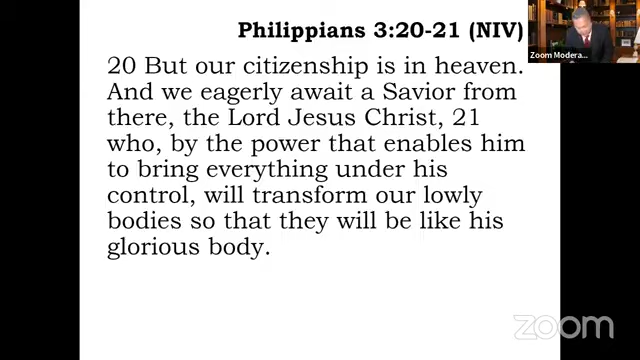 Philippians 3:20-21 (NIV)
20 But our citizenship is in heaven.
And we eagerly await a Savior from
there, the Lord Jesus Christ, 21
who, by the power that enables him
to bring everything under his
control, will transform our lowly
bodies so that they will be like his
glorious body.
Zoom Modera...
zoom